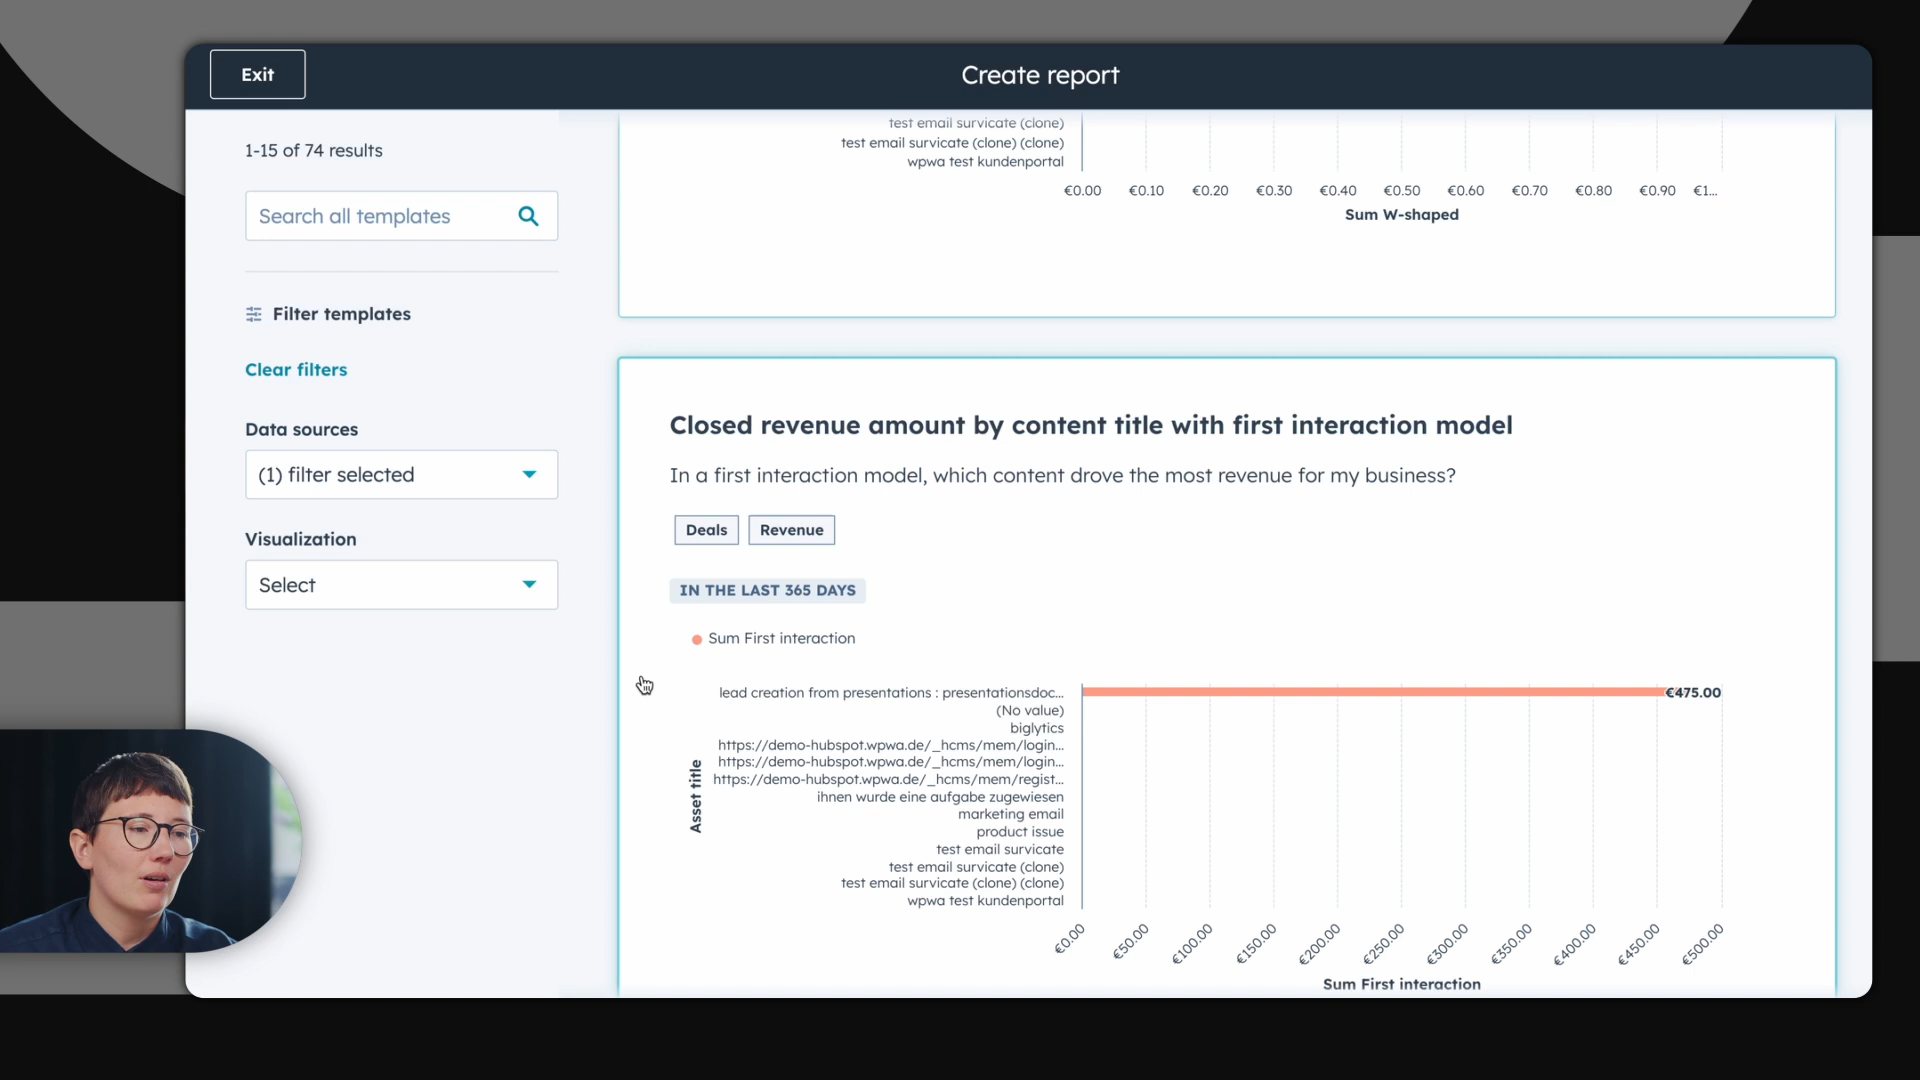 Exit
Create report
1-15 of 74 results
Search all templates
Filter templates
Clear filters
Data sources
(1) filter selected
Visualization
Select
test email survicate (clone)
test email survicate (clone) (clone)
wpwa test kundenportal
€0.00 €0.10 €0.20 €0.30 €0.40 €0.50 €0.60 €0.70 €0.80 €0.90 €1...
Sum W-shaped
Closed revenue amount by content title with first interaction model
In a first interaction model, which content drove the most revenue for my business?
Deals Revenue
IN THE LAST 365 DAYS
Sum First interaction
Asset title
lead creation from presentations : presentationsdoc... €475.00
(No value)
biglytics
https://demo-hubspot.wpwa.de/_hcms/mem/login...
https://demo-hubspot.wpwa.de/_hcms/mem/login...
https://demo-hubspot.wpwa.de/_hcms/mem/regist...
ihnen wurde eine aufgabe zugewiesen
marketing email
product issue
test email survicate
test email survicate (clone)
test email survicate (clone) (clone)
wpwa test kundenportal
€0.00 €50.00 €100.00 €150.00 €200.00 €250.00 €300.00 €350.00 €400.00 €450.00 €500.00
Sum First interaction